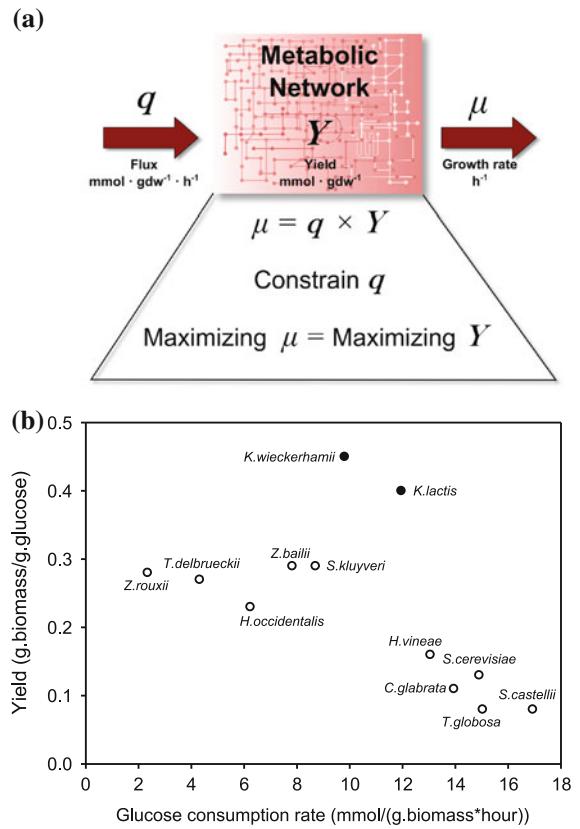 (a)
Metabolic
Network
q
Y
μ
Flux
mmol · gdw⁻¹ · h⁻¹
Yield
mmol · gdw⁻¹
Growth rate
h⁻¹
μ = q × Y
Constrain q
Maximizing μ = Maximizing Y
(b)
Yield (g.biomass/g.glucose)
0.5
0.4
0.3
0.2
0.1
0.0
K.wieckerhamii
K.lactis
Z.bailii
T.delbrueckii
S.kluyveri
Z.rouxii
H.occidentalis
H.vineae
S.cerevisiae
C.glabrata
S.castellii
T.globosa
0 2 4 6 8 10 12 14 16 18
Glucose consumption rate (mmol/(g.biomass*hour))